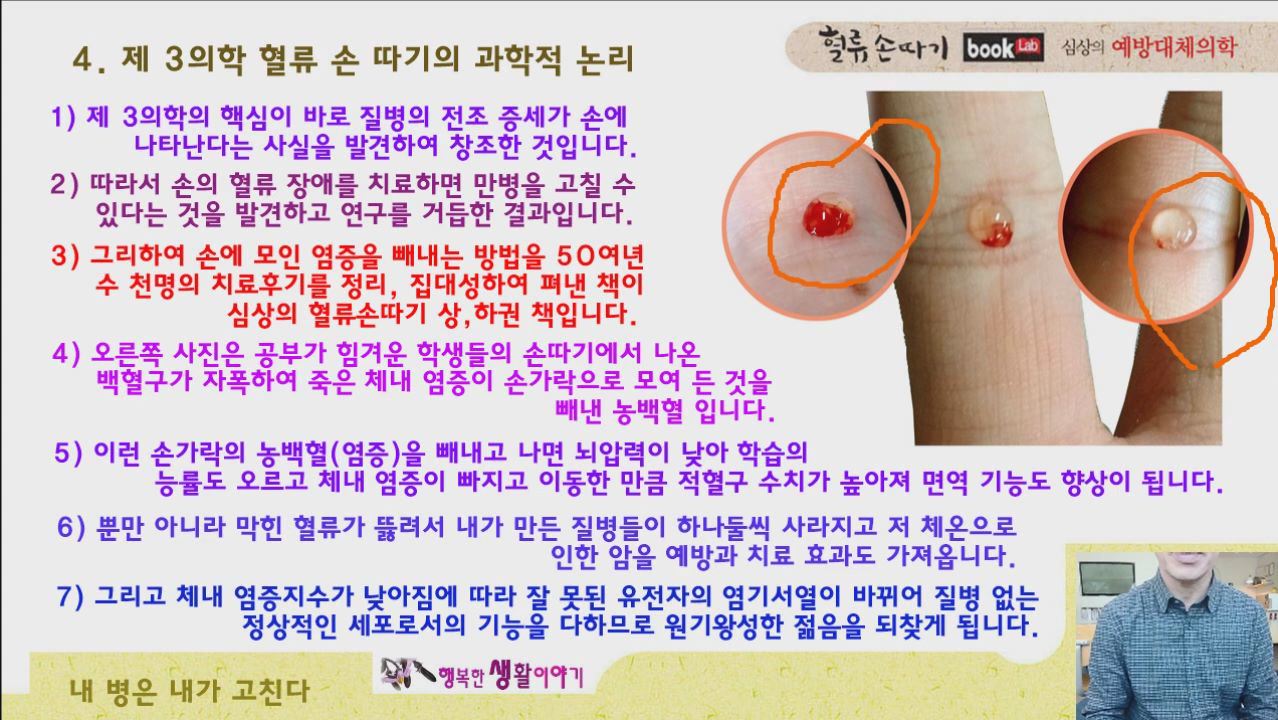 4. 제 3의학 혈류 손 따기의 과학적 논리
혈류 손따기 book Lab 심상의 예방대체의학
1) 제 3의학의 핵심이 바로 질병의 전조 증세가 손에
나타난다는 사실을 발견하여 창조한 것입니다.
2) 따라서 손의 혈류 장애를 치료하면 만병을 고칠 수
있다는 것을 발견하고 연구를 거듭한 결과입니다.
3) 그리하여 손에 모인 염증을 빼내는 방법을 50여년
수 천명의 치료후기를 정리, 집대성하여 펴낸 책이
심상의 혈류손따기 상,하권 책입니다.
4) 오른쪽 사진은 공부가 힘겨운 학생들의 손따기에서 나온
백혈구가 자폭하여 죽은 체내 염증이 손가락으로 모여 든 것을
빼낸 농백혈 입니다.
5) 이런 손가락의 농백혈(염증)을 빼내고 나면 뇌압력이 낮아 학습의
능률도 오르고 체내 염증이 빠지고 이동한 만큼 적혈구 수치가 높아져 면역 기능도 향상이 됩니다.
6) 뿐만 아니라 막힌 혈류가 뚫려서 내가 만든 질병들이 하나둘씩 사라지고 저 체온으로
인한 암을 예방과 치료 효과도 가져옵니다.
7) 그리고 체내 염증지수가 낮아짐에 따라 잘 못된 유전자의 염기서열이 바뀌어 질병 없는
정상적인 세포로서의 기능을 다하므로 원기왕성한 젊음을 되찾게 됩니다.
행복한 생활이야기
내 병은 내가 고친다